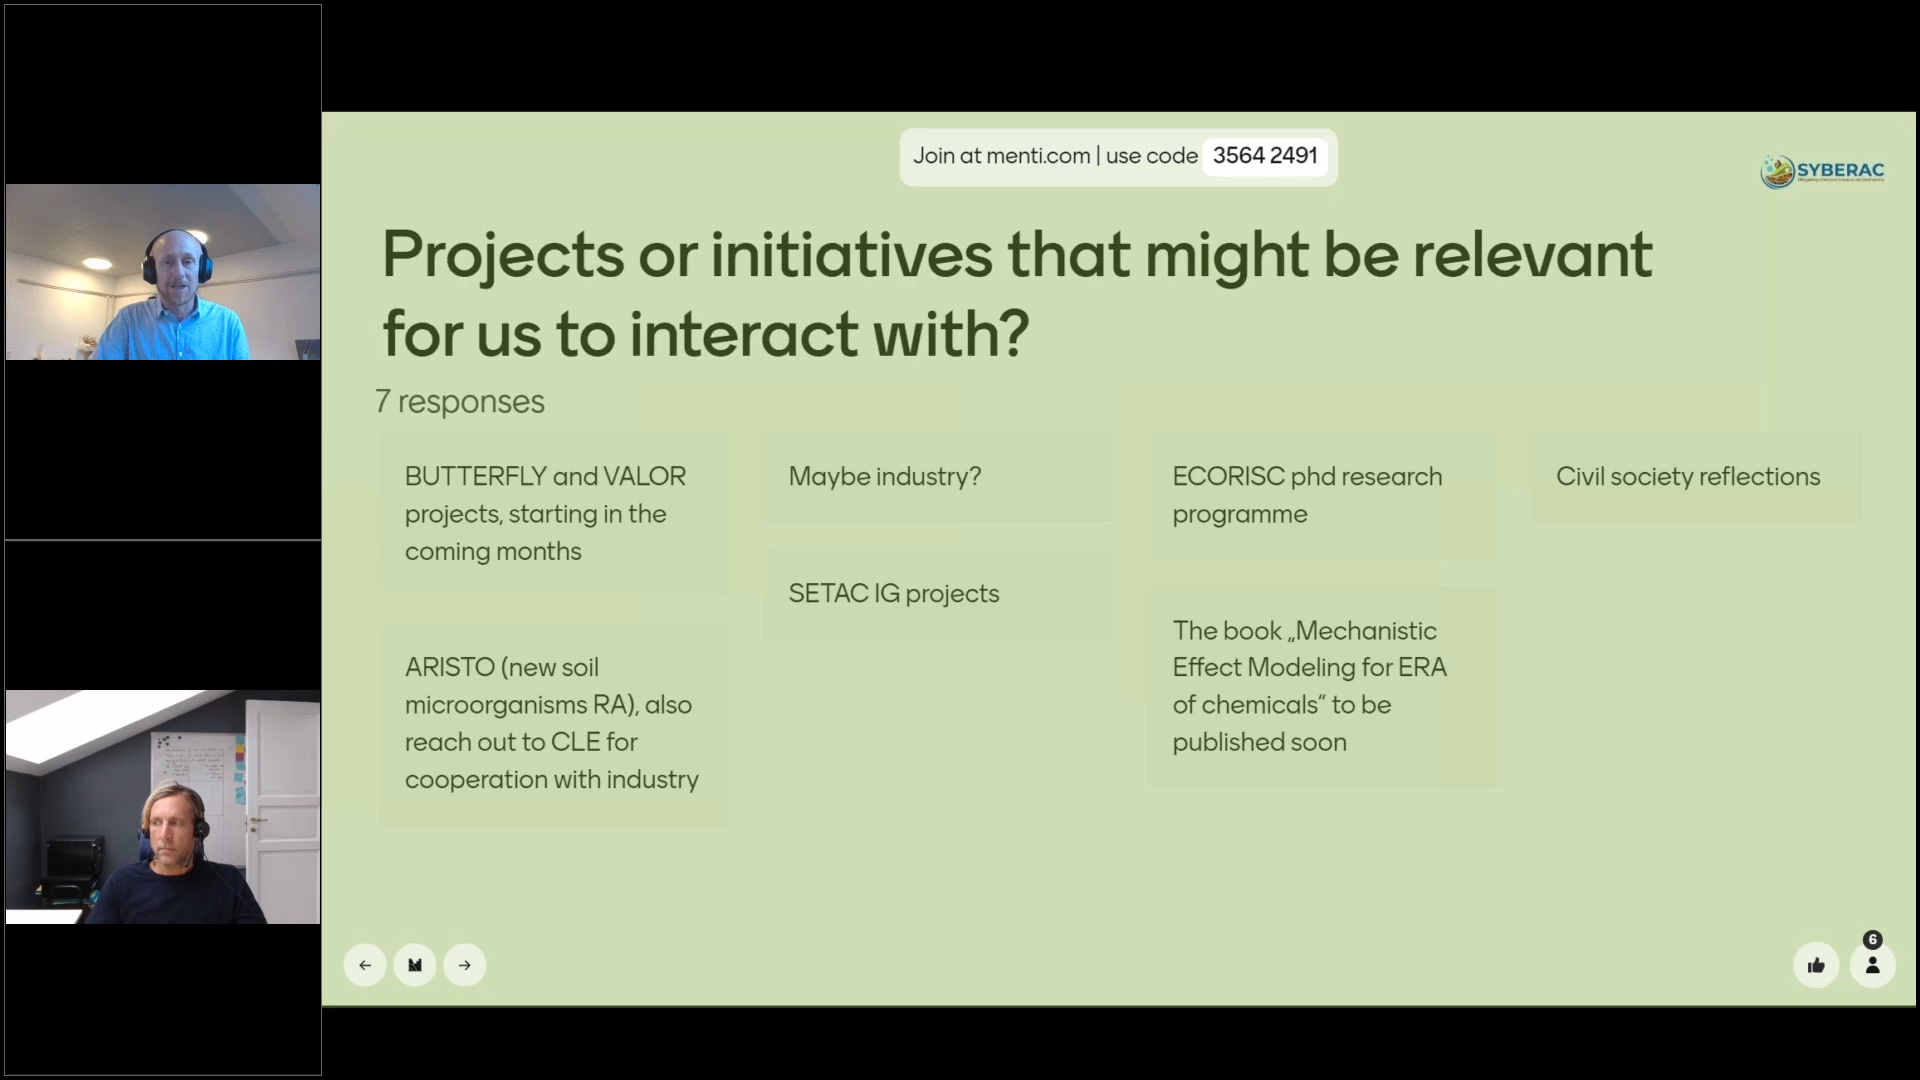 Join at menti.com | use code 3564 2491
SYBERAC
Projects or initiatives that might be relevant
for us to interact with?
7 responses
BUTTERFLY and VALOR
projects, starting in the
coming months
ARISTO (new soil
microorganisms RA), also
reach out to CLE for
cooperation with industry
Maybe industry?
SETAC IG projects
ECORISC phd research
programme
The book „Mechanistic
Effect Modeling for ERA
of chemicals“ to be
published soon
Civil society reflections
6